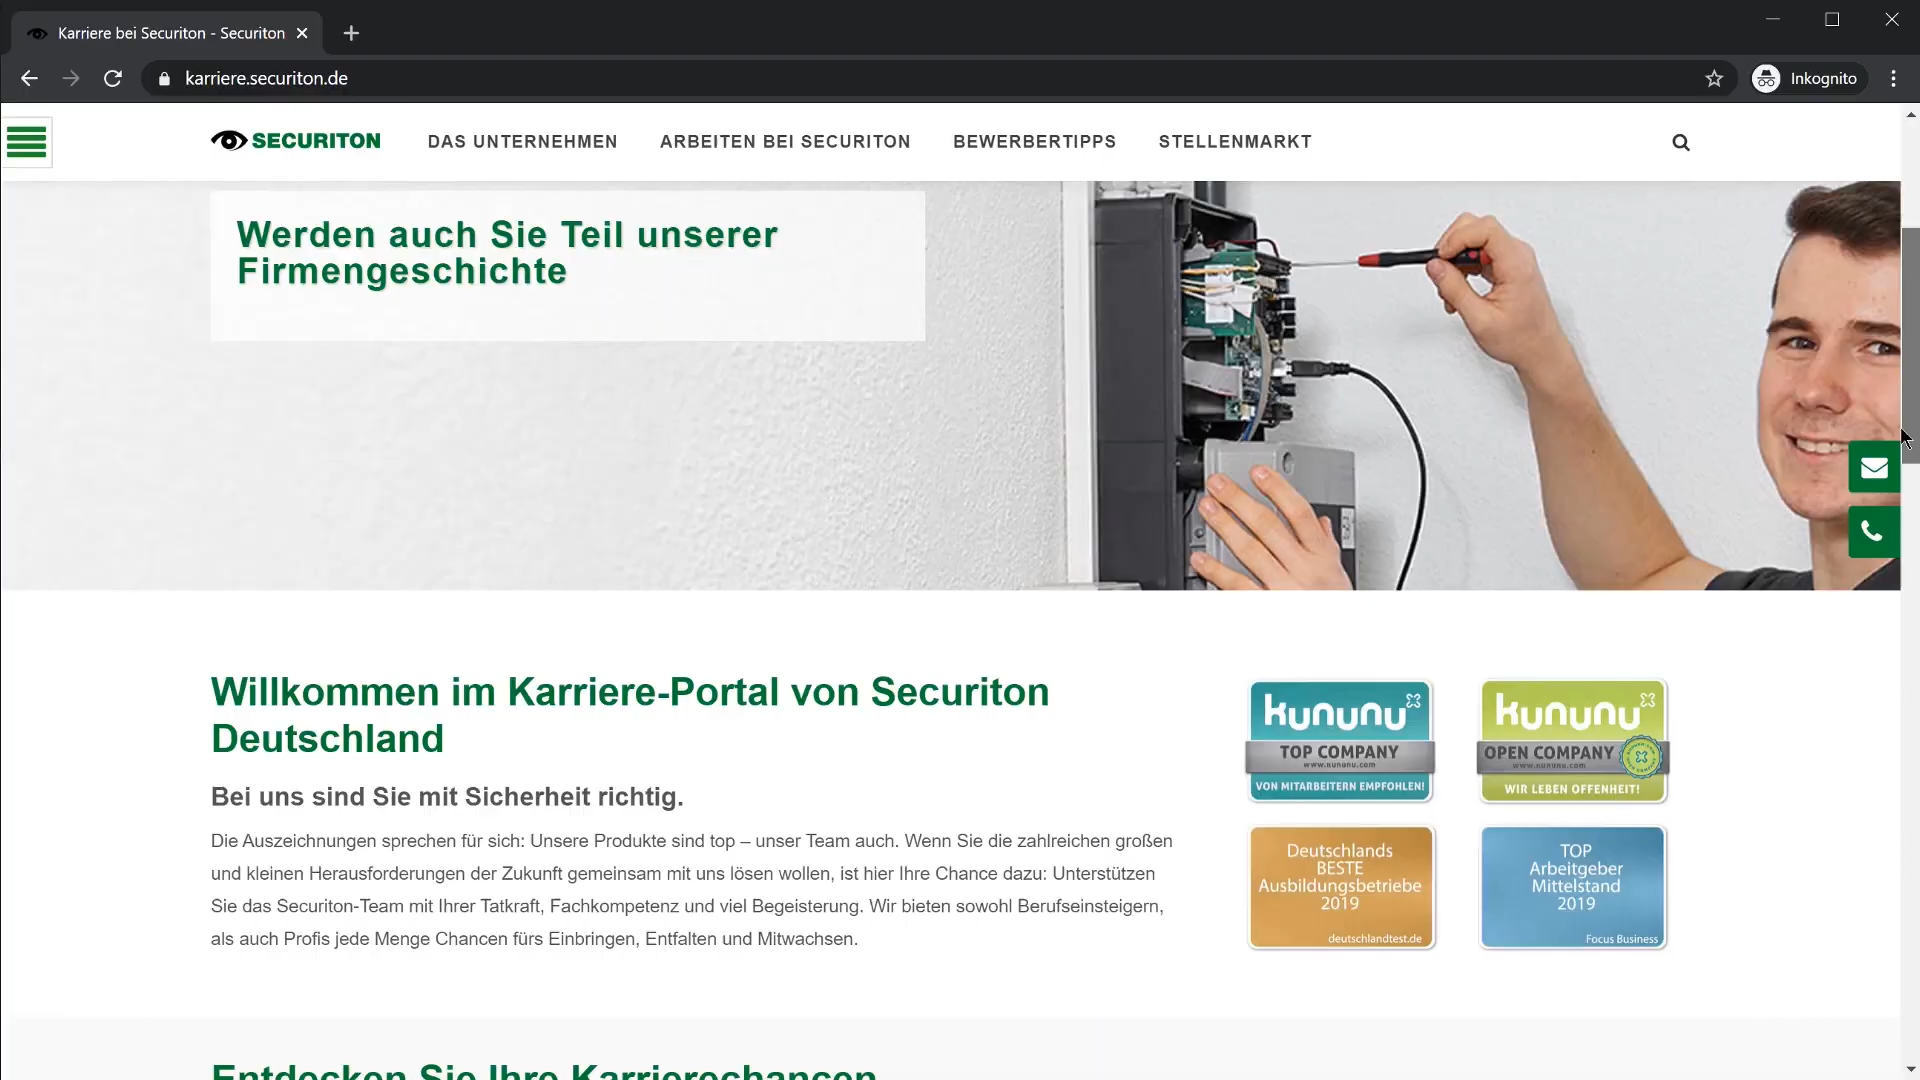 Karriere bei Securiton - Securiton
karriere.securiton.de
Inkognito
SECURITON
DAS UNTERNEHMEN
ARBEITEN BEI SECURITON
BEWERBERTIPPS
STELLENMARKT
Werden auch Sie Teil unserer
Firmengeschichte
Willkommen im Karriere-Portal von Securiton
Deutschland
Bei uns sind Sie mit Sicherheit richtig.
Die Auszeichnungen sprechen für sich: Unsere Produkte sind top – unser Team auch. Wenn Sie die zahlreichen großen
und kleinen Herausforderungen der Zukunft gemeinsam mit uns lösen wollen, ist hier Ihre Chance dazu: Unterstützen
Sie das Securiton-Team mit Ihrer Tatkraft, Fachkompetenz und viel Begeisterung. Wir bieten sowohl Berufseinsteigern,
als auch Profis jede Menge Chancen fürs Einbringen, Entfalten und Mitwachsen.
kununu
TOP COMPANY
www.kununu.com
VON MITARBEITERN EMPFOHLEN!
kununu
OPEN COMPANY
www.kununu.com
WIR LEBEN OFFENHEIT!
Deutschlands
BESTE
Ausbildungsbetriebe
2019
deutschlandtest.de
TOP
Arbeitgeber
Mittelstand
2019
Focus Business
Entdecken Sie Ihre Karrierechancen